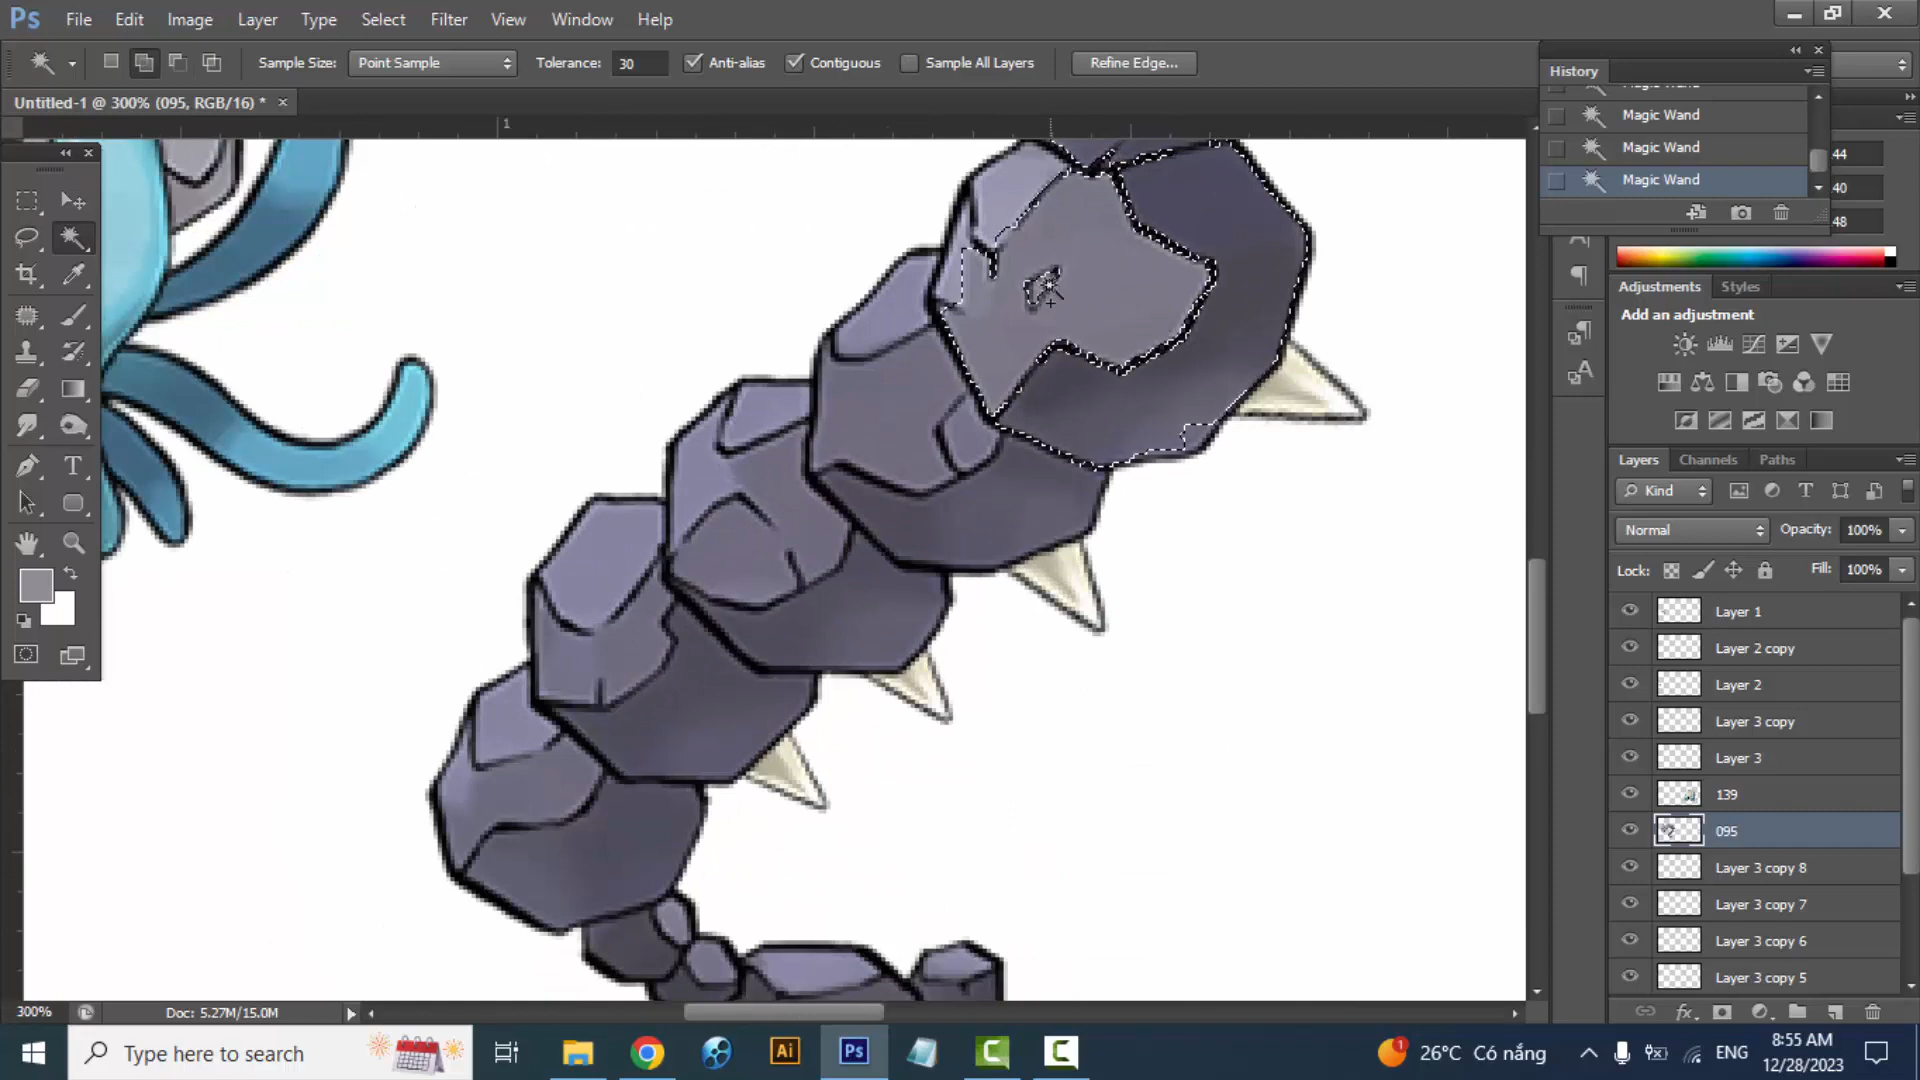 Ps File Edit Image Layer Type Select Filter View Window Help
Sample Size: Point Sample Tolerance: 30 Anti-alias Contiguous Sample All Layers Refine Edge...
Untitled-1 @ 300% (095, RGB/16) * ×
1
History
Magic Wand
Magic Wand
Magic Wand
44
40
48
Adjustments Styles
Add an adjustment
Layers Channels Paths
Kind
Normal Opacity: 100%
Lock: Fill: 100%
Layer 1
Layer 2 copy
Layer 2
Layer 3 copy
Layer 3
139
095
Layer 3 copy 8
Layer 3 copy 7
Layer 3 copy 6
Layer 3 copy 5
300% Doc: 5.27M/15.0M
Type here to search
Ai
Ps
1
26°C Có nắng
ENG
8:55 AM
12/28/2023